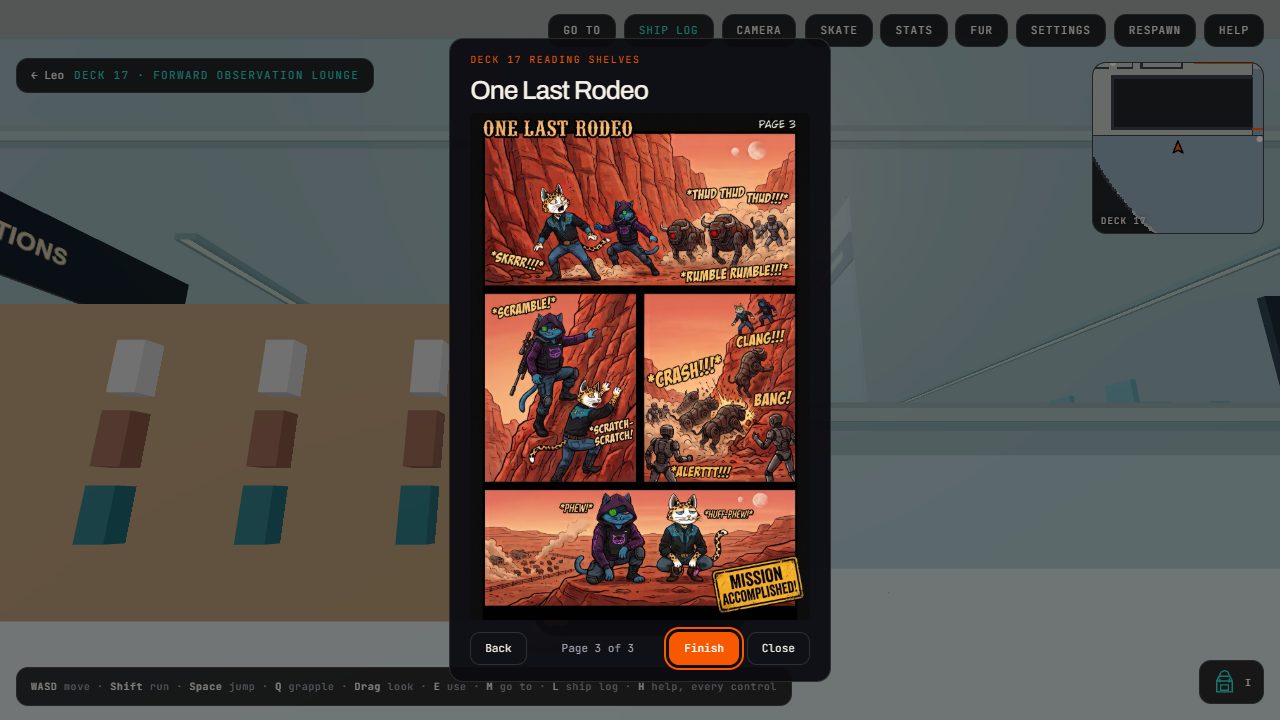 GO TO
SHIP LOG
CAMERA
SKATE
STATS
FUR
SETTINGS
RESPAWN
HELP
← Leo DECK 17 · FORWARD OBSERVATION LOUNGE
DECK 17
TIONS
DECK 17 READING SHELVES
One Last Rodeo
ONE LAST RODEO
PAGE 3
*THUD THUD THUD!!!*
*SKRRR!!!*
*RUMBLE RUMBLE!!!*
*SCRAMBLE!*
*SCRATCH-
SCRATCH!
CLANG!!!
*CRASH!!!*
BANG!
*ALERTTT!!!
*PHEW!*
*HUFF-PHEW!*
MISSION
ACCOMPLISHED!
Back
Page 3 of 3
Finish
Close
WASD move · Shift run · Space jump · Q grapple · Drag look · E use · M go to · L ship log · H help, every control
I